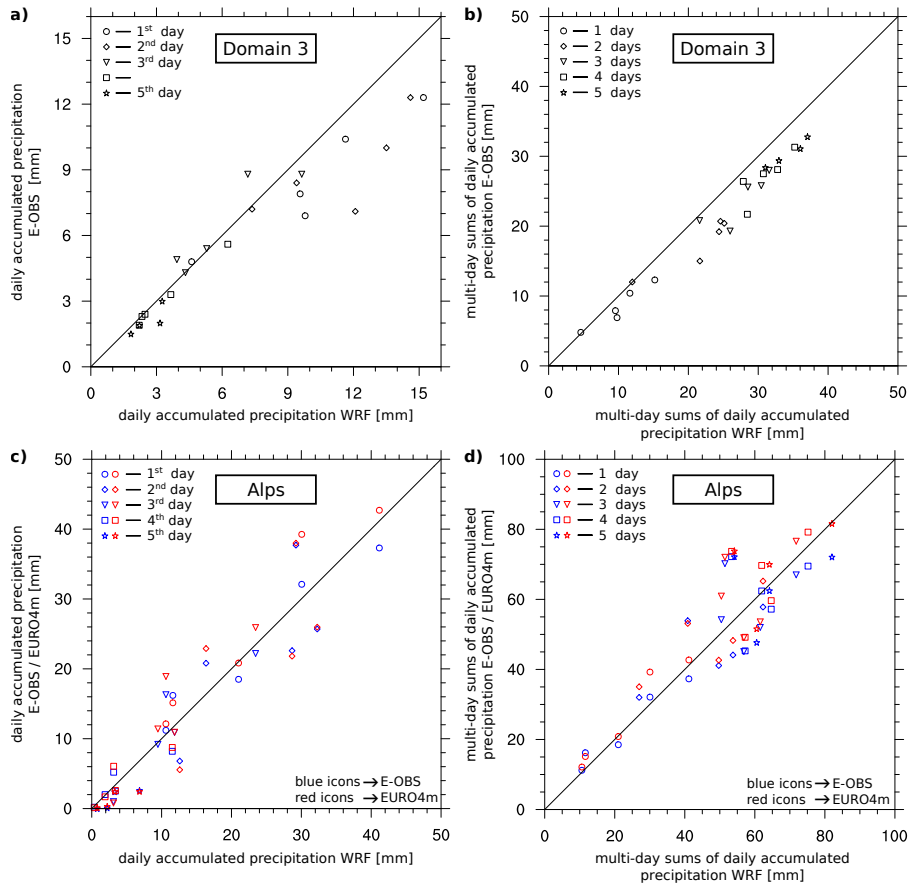 a)
Domain 3
1st day
2nd day
3rd day
5th day
15
12
9
6
3
0
0 3 6 9 12 15
daily accumulated precipitation
E-OBS [mm]
daily accumulated precipitation WRF [mm]
b)
Domain 3
1 day
2 days
3 days
4 days
5 days
50
40
30
20
10
0
0 10 20 30 40 50
multi-day sums of daily accumulated
precipitation E-OBS [mm]
multi-day sums of daily accumulated
precipitation WRF [mm]
c)
Alps
1st day
2nd day
3rd day
4th day
5th day
50
40
30
20
10
0
0 10 20 30 40 50
daily accumulated precipitation
E-OBS / EURO4m [mm]
blue icons → E-OBS
red icons → EURO4m
daily accumulated precipitation WRF [mm]
d)
Alps
1 day
2 days
3 days
4 days
5 days
100
80
60
40
20
0
0 20 40 60 80 100
multi-day sums of daily accumulated
precipitation E-OBS / EURO4m [mm]
blue icons → E-OBS
red icons → EURO4m
multi-day sums of daily accumulated
precipitation WRF [mm]